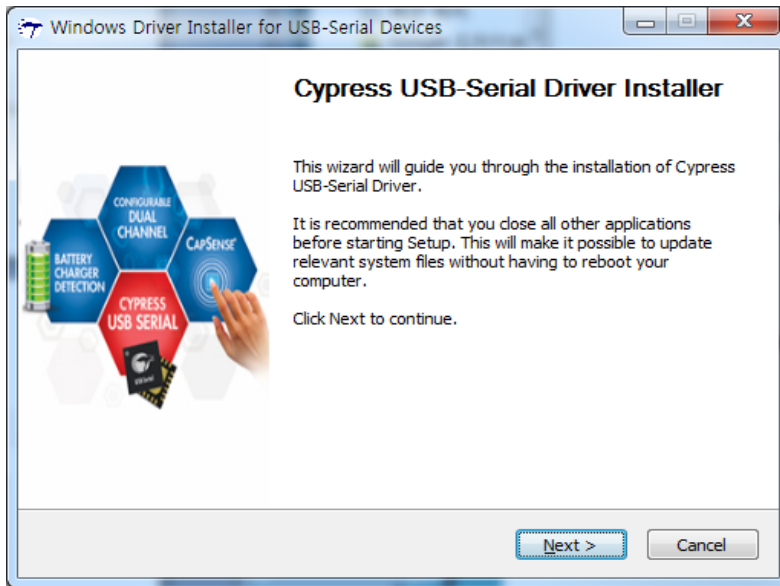 Windows Driver Installer for USB-Serial Devices
Cypress USB-Serial Driver Installer
This wizard will guide you through the installation of Cypress
USB-Serial Driver.
It is recommended that you close all other applications
before starting Setup. This will make it possible to update
relevant system files without having to reboot your
computer.
Click Next to continue.
CONFIGURABLE
DUAL
CHANNEL
CAPSENSE
BATTERY
CHARGER
DETECTION
CYPRESS
USB SERIAL
Next >
Cancel